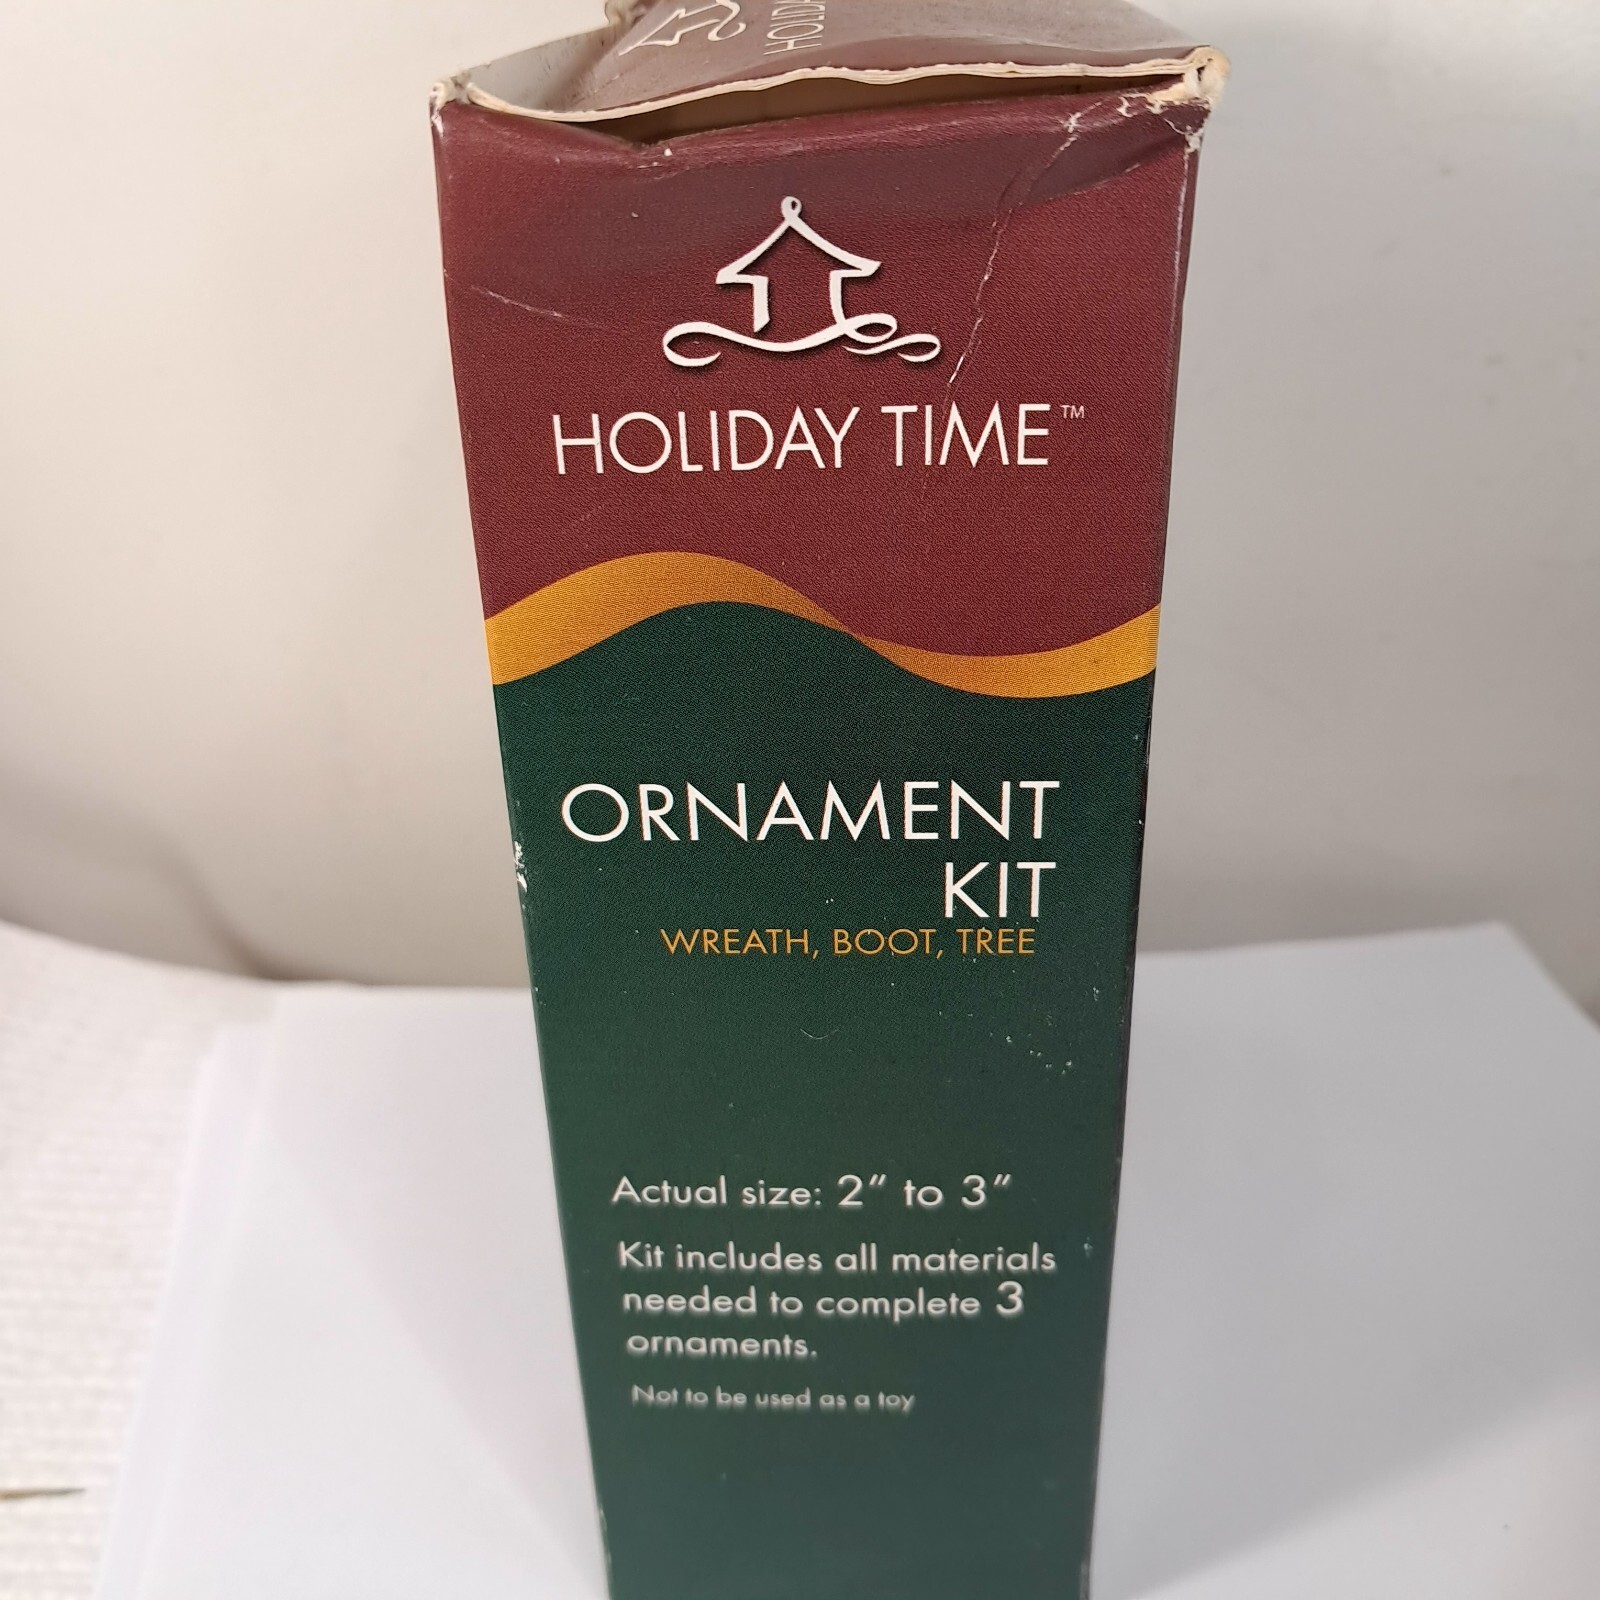 HOLIDA
HOLIDAY TIME™
ORNAMENT
KIT
WREATH, BOOT, TREE
Actual size: 2" to 3"
Kit includes all materials
needed to complete 3
ornaments.
Not to be used as a toy